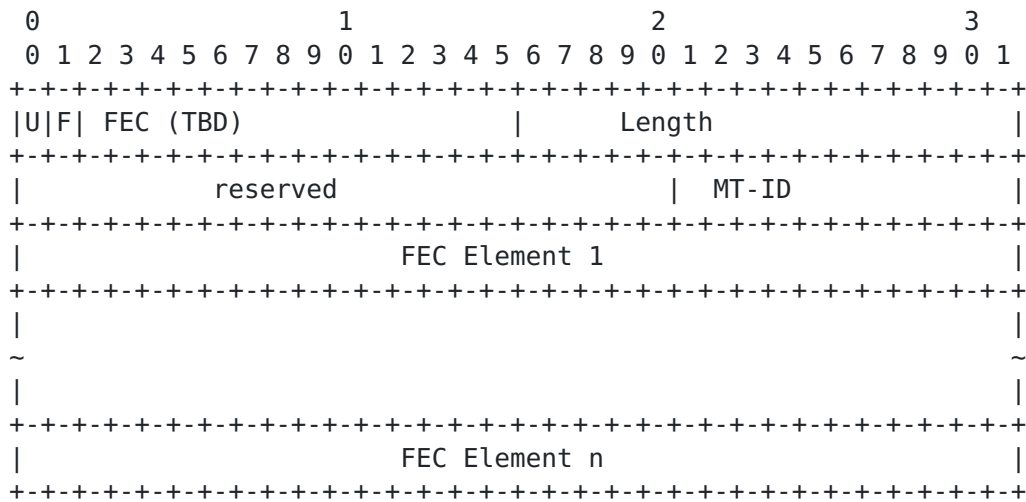 0                   1                   2                   3
 0 1 2 3 4 5 6 7 8 9 0 1 2 3 4 5 6 7 8 9 0 1 2 3 4 5 6 7 8 9 0 1
+-+-+-+-+-+-+-+-+-+-+-+-+-+-+-+-+-+-+-+-+-+-+-+-+-+-+-+-+-+-+-+-+
|U|F| FEC (TBD)                 |      Length                   |
+-+-+-+-+-+-+-+-+-+-+-+-+-+-+-+-+-+-+-+-+-+-+-+-+-+-+-+-+-+-+-+-+
|            reserved                     |  MT-ID              |
+-+-+-+-+-+-+-+-+-+-+-+-+-+-+-+-+-+-+-+-+-+-+-+-+-+-+-+-+-+-+-+-+
|                        FEC Element 1                          |
+-+-+-+-+-+-+-+-+-+-+-+-+-+-+-+-+-+-+-+-+-+-+-+-+-+-+-+-+-+-+-+-+
|                                                               |
~                                                               ~
|                                                               |
+-+-+-+-+-+-+-+-+-+-+-+-+-+-+-+-+-+-+-+-+-+-+-+-+-+-+-+-+-+-+-+-+
|                        FEC Element n                          |
+-+-+-+-+-+-+-+-+-+-+-+-+-+-+-+-+-+-+-+-+-+-+-+-+-+-+-+-+-+-+-+-+